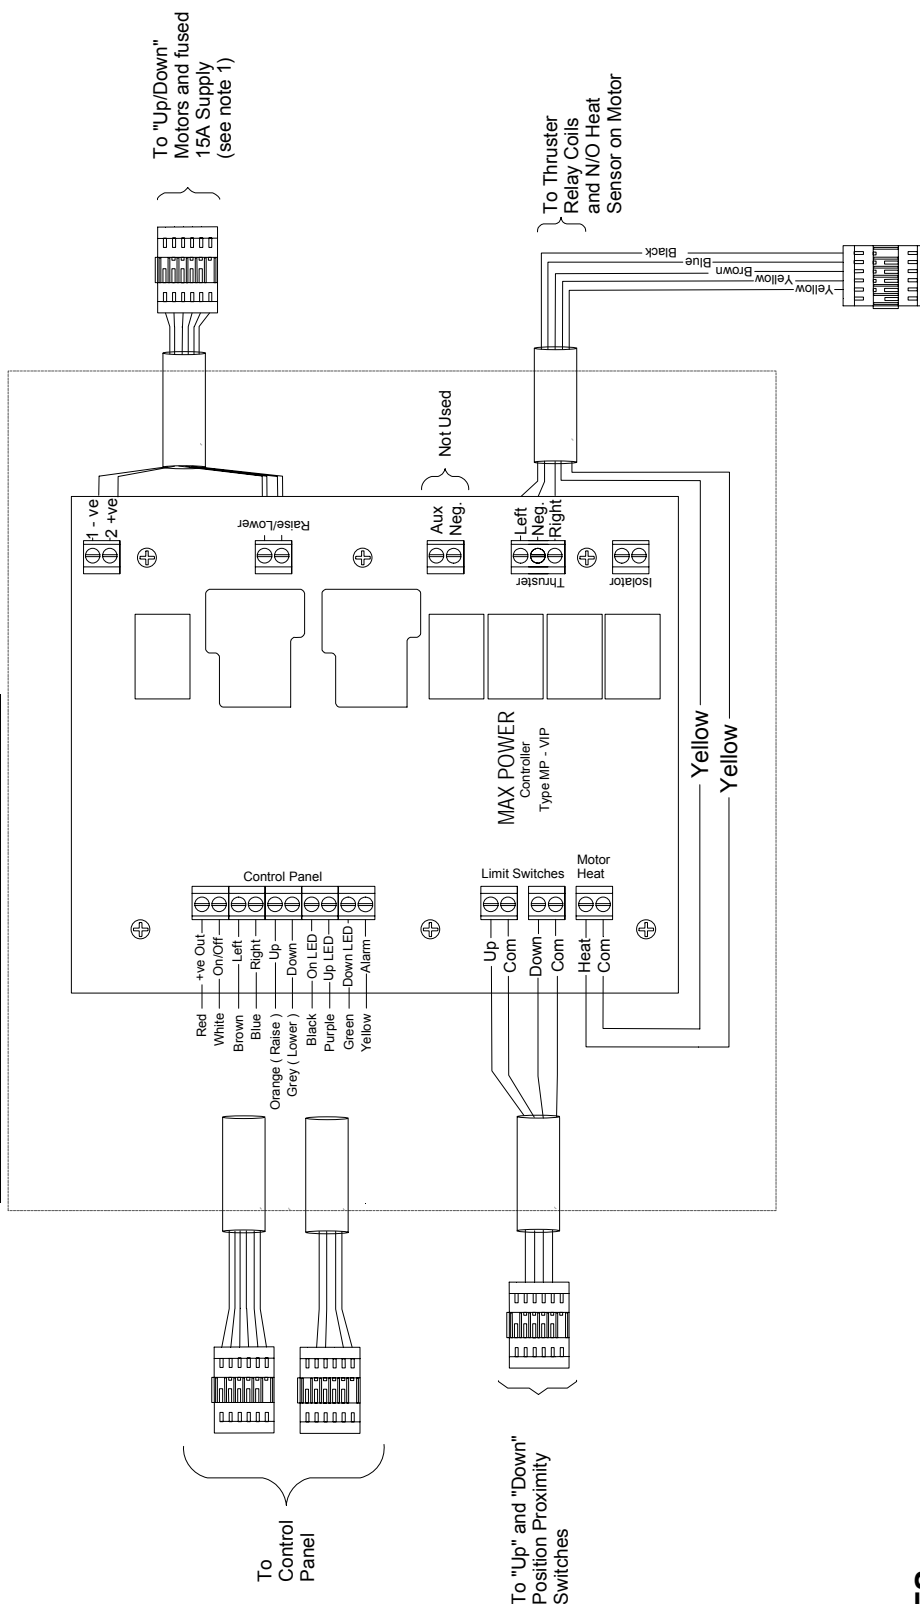 To "Up/Down"
Motors and fused
15A Supply
(see note 1)
1 - ve
2 +ve
Raise/Lower
Aux
Neg.
Not Used
Left
Neg.
Right
Thruster
Isolator
To Thruster
Relay Coils
and N/O Heat
Sensor on Motor
Black
Blue
Brown
Yellow
Yellow
MAX POWER
Controller
Type MP - VIP
Yellow
Yellow
Control Panel
Red +ve Out
White On/Off
Brown Left
Blue Right
Orange ( Raise ) Up
Grey ( Lower ) Down
Black On LED
Purple Up LED
Green Down LED
Yellow Alarm
Limit Switches
Up
Com
Down
Com
Motor
Heat
Heat
Com
To
Control
Panel
To "Up" and "Down"
Position Proximity
Switches